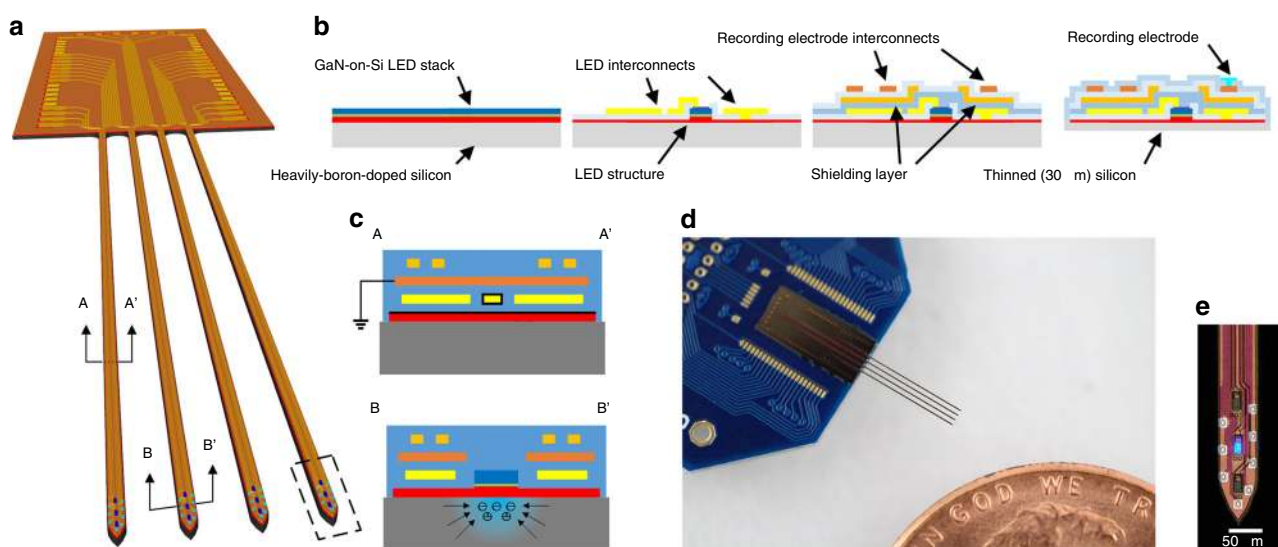 a
b
GaN-on-Si LED stack
LED interconnects
Recording electrode interconnects
Recording electrode
Heavily-boron-doped silicon
LED structure
Shielding layer
Thinned (30 m) silicon
c
d
A
A'
A
A'
B
B'
B
B'
e
N GOD WE TR
50 m